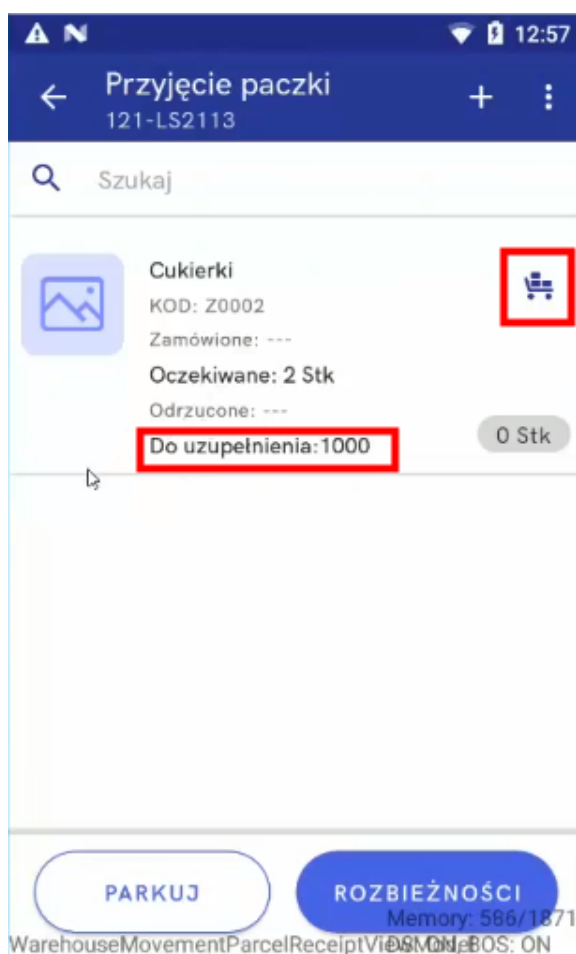 12:57
Przyjęcie paczki
121-LS2113
Szukaj
Cukierki
KOD: Z0002
Zamówione: ---
Oczekiwane: 2 Stk
Odrzucone: ---
Do uzupełnienia:1000
0 Stk
PARKUJ
ROZBIEŻNOŚCI
Memory: 586/1871
WarehouseMovementParcelReceiptView
BOS: ON